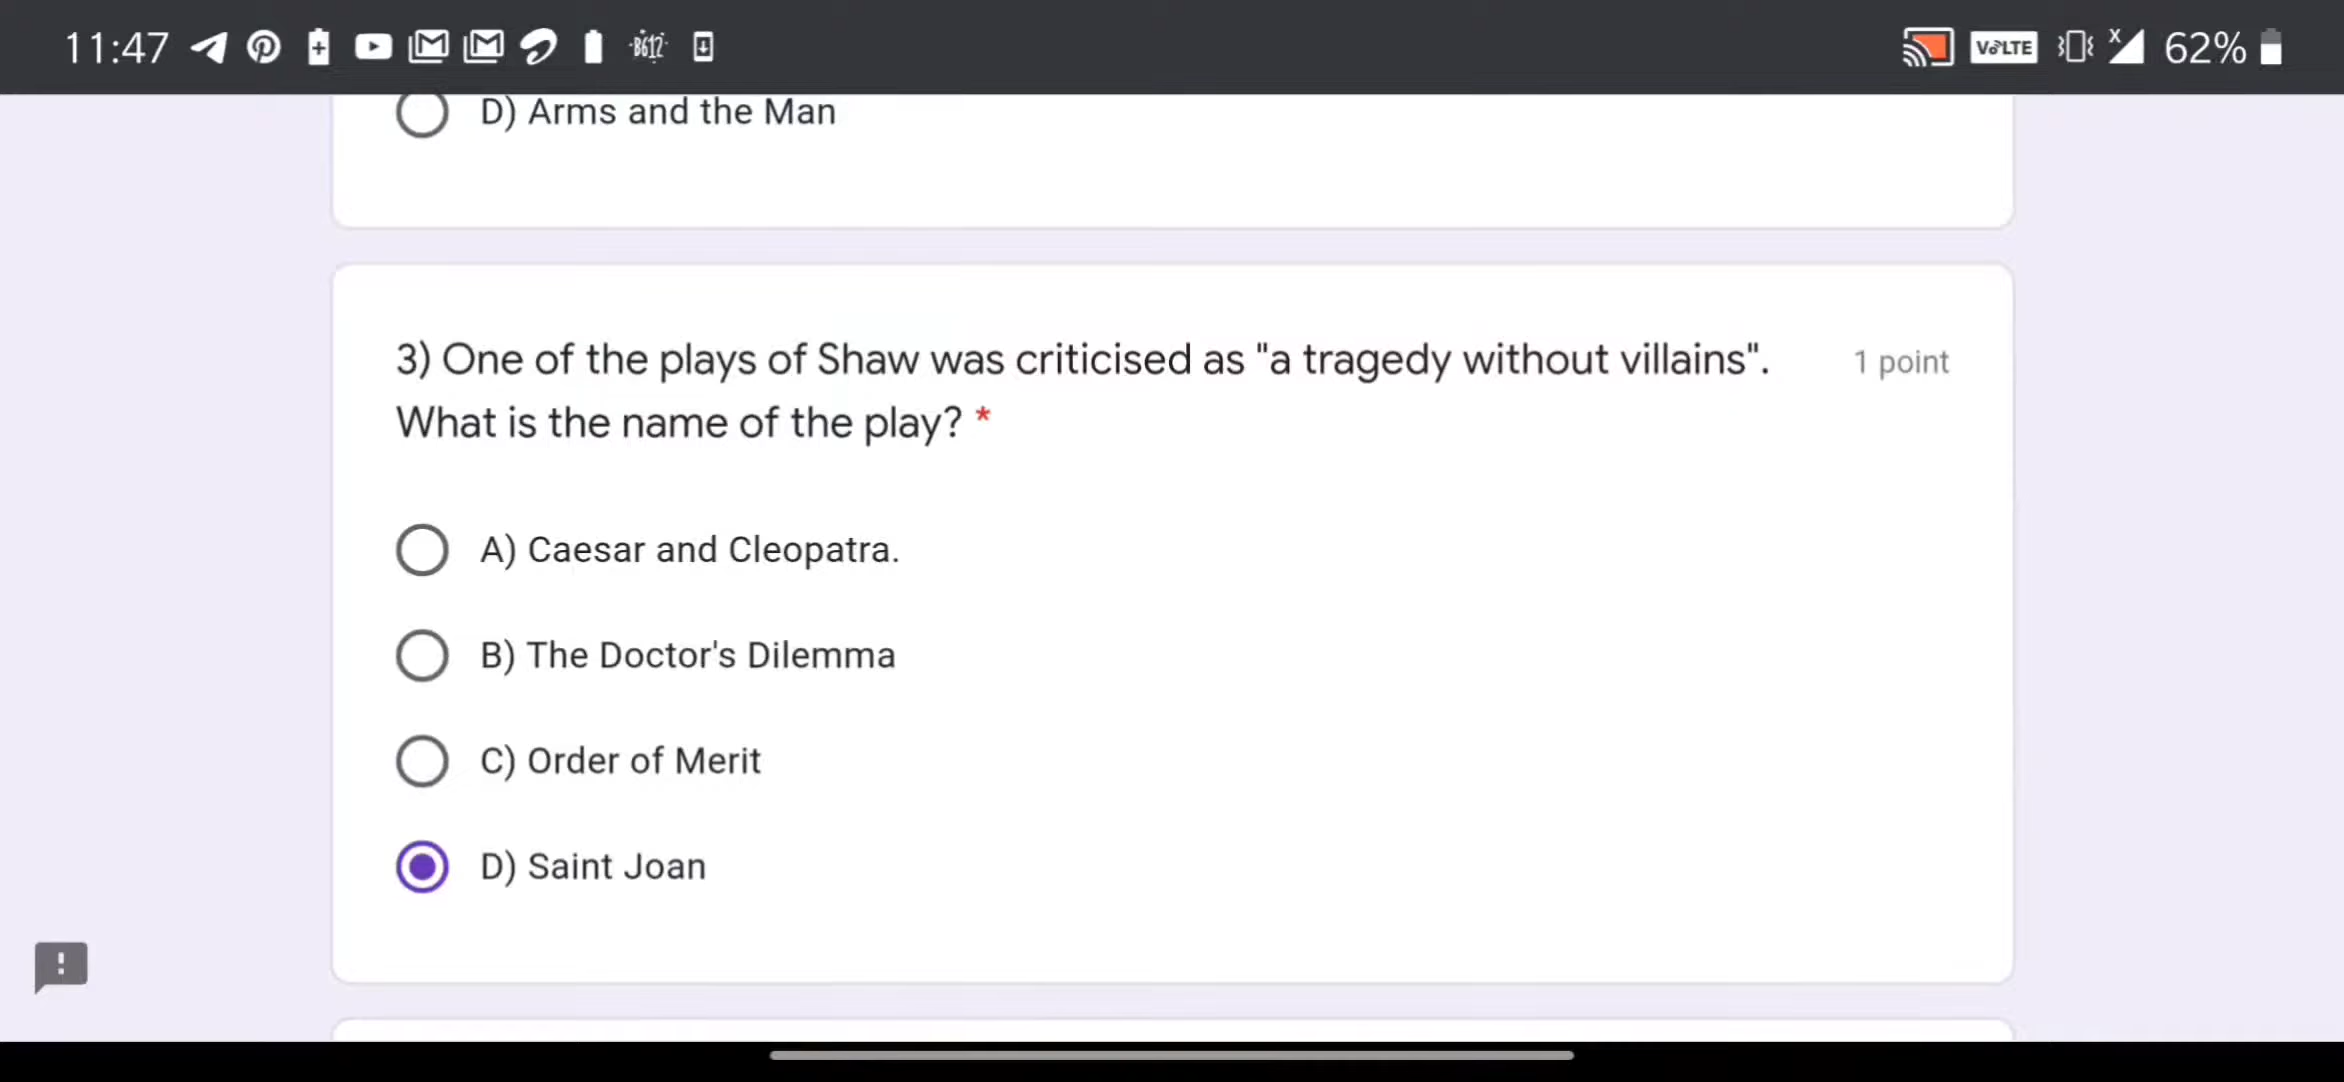 11:47 B612 VoLTE x 62%
D) Arms and the Man
3) One of the plays of Shaw was criticised as "a tragedy without villains". 1 point
What is the name of the play? *
A) Caesar and Cleopatra.
B) The Doctor's Dilemma
C) Order of Merit
D) Saint Joan